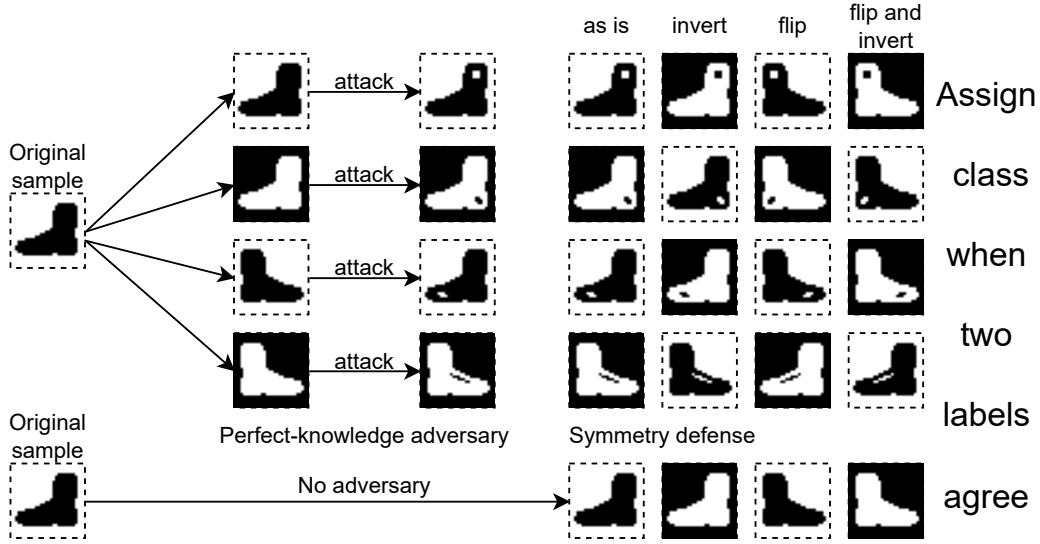 as is
invert
flip
flip and
invert
attack
Assign
Original
sample
attack
class
attack
when
attack
two
Original
sample
Perfect-knowledge adversary
Symmetry defense
labels
No adversary
agree